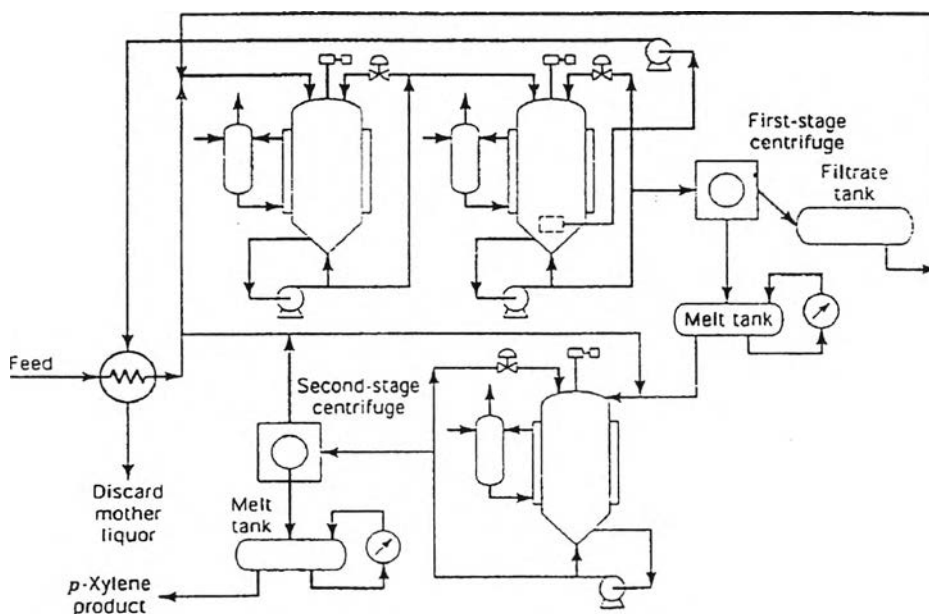 First-stage
centrifuge
Filtrate
tank
Melt tank
Feed
Second-stage
centrifuge
Discard
mother
liquor
Melt
tank
p-Xylene
product